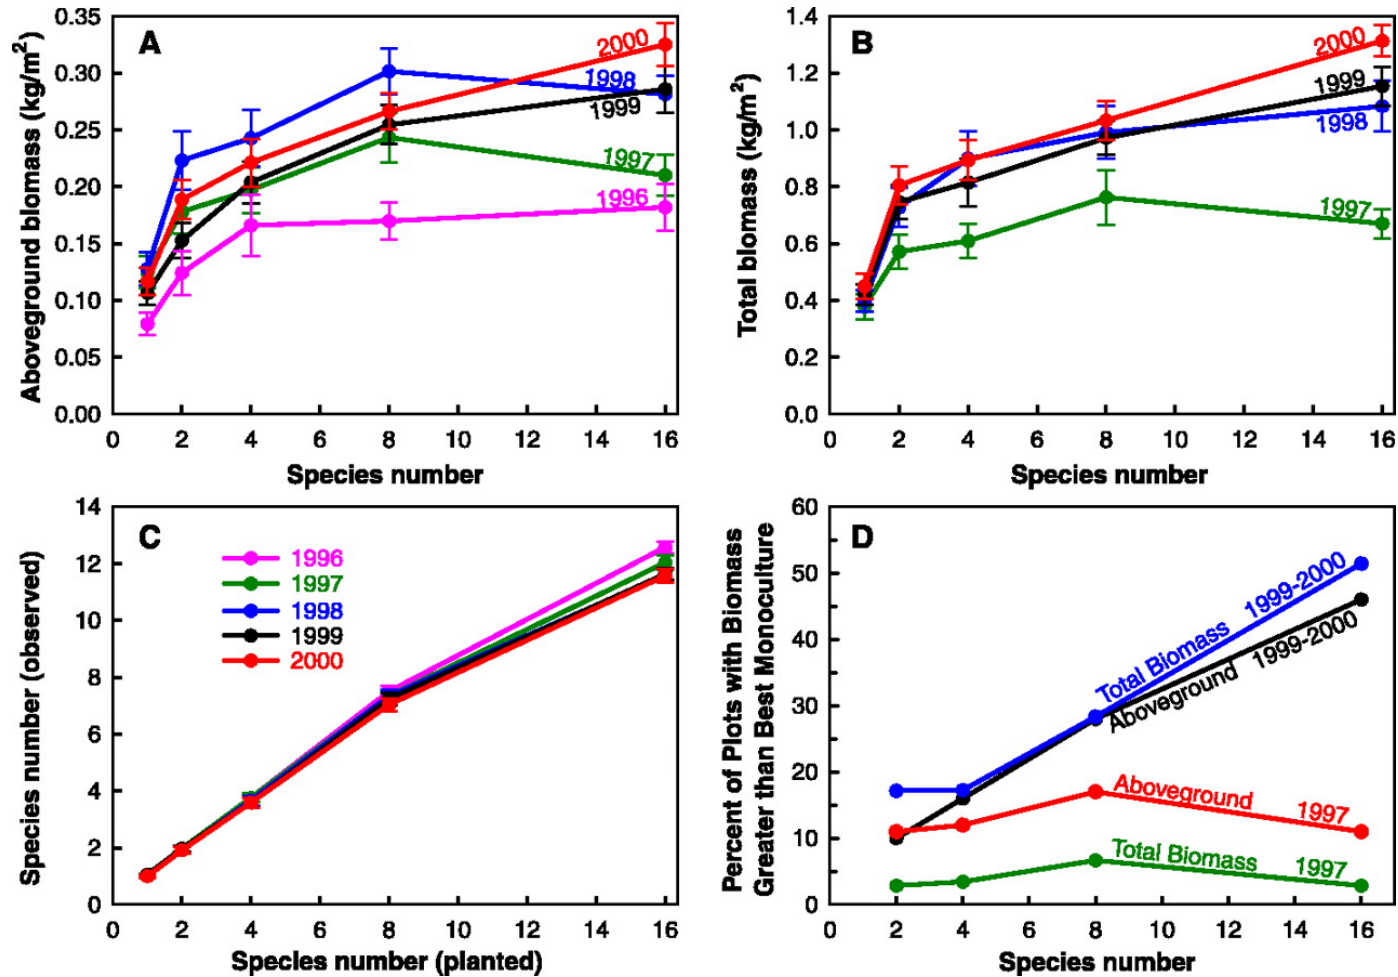 A
Aboveground biomass (kg/m²)
0.35
0.30
0.25
0.20
0.15
0.10
0.05
0.00
2000
1998
1999
1997
1996
0 2 4 6 8 10 12 14 16
Species number
B
Total biomass (kg/m²)
1.4
1.2
1.0
0.8
0.6
0.4
0.2
0.0
2000
1999
1998
1997
0 2 4 6 8 10 12 14 16
Species number
C
Species number (observed)
14
12
10
8
6
4
2
0
1996
1997
1998
1999
2000
0 2 4 6 8 10 12 14 16
Species number (planted)
D
Percent of Plots with Biomass
Greater than Best Monoculture
60
50
40
30
20
10
0
Total Biomass 1999-2000
Aboveground 1999-2000
Aboveground 1997
Total Biomass 1997
0 2 4 6 8 10 12 14 16
Species number